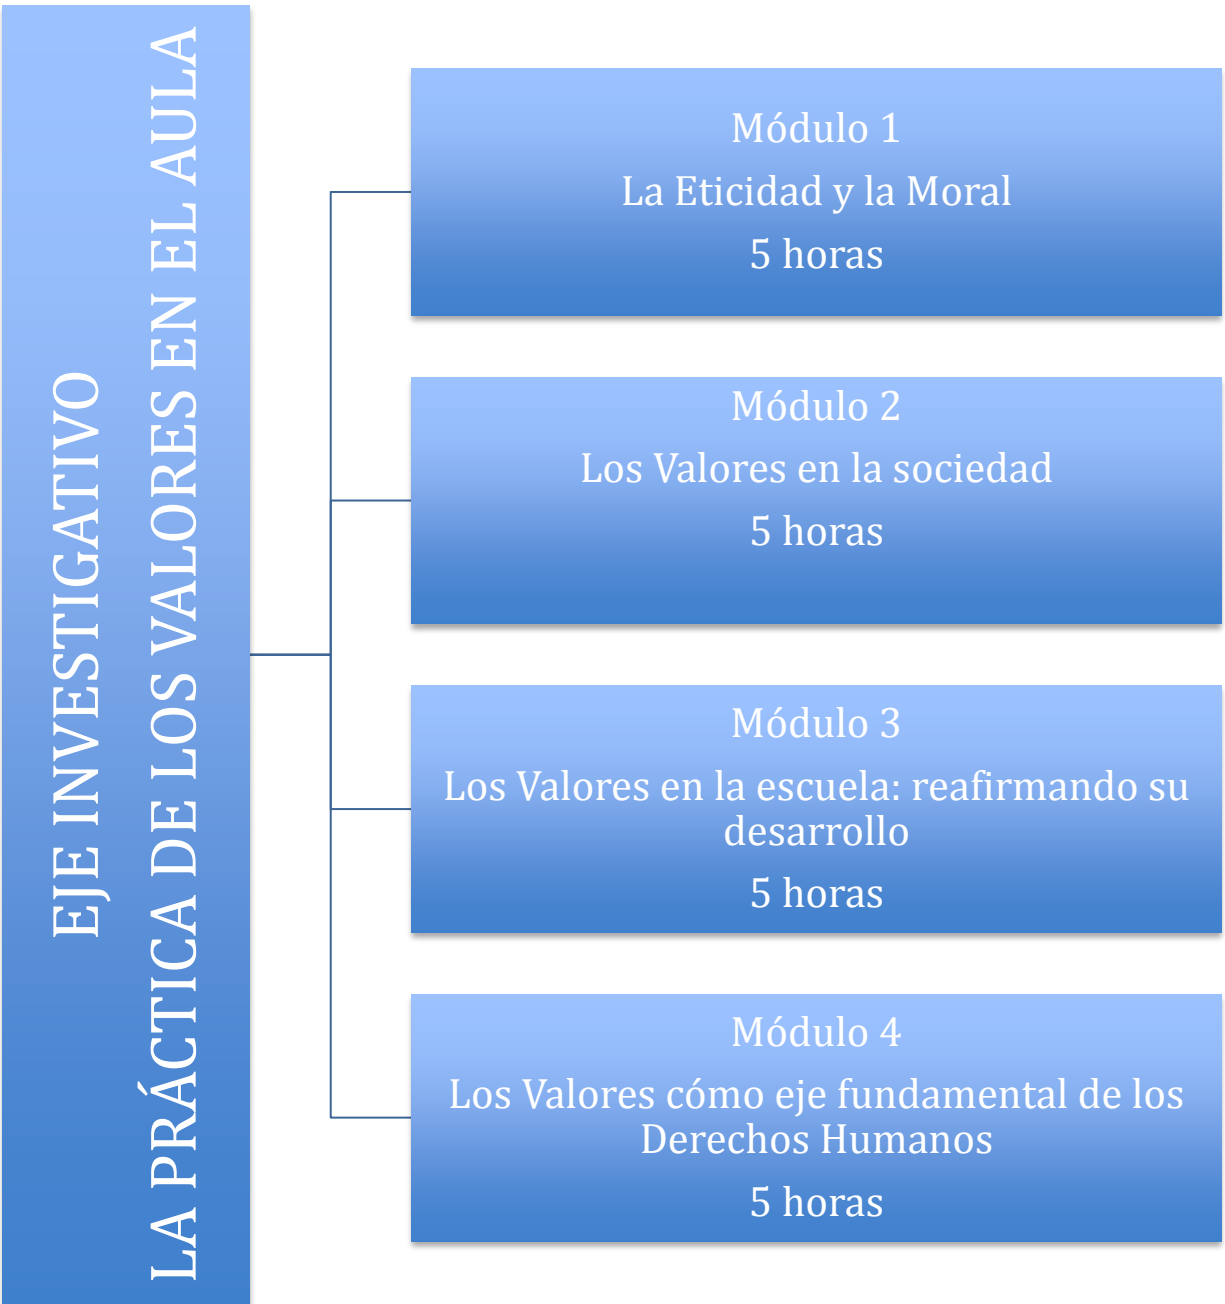 EJE INVESTIGATIVO
LA PRÁCTICA DE LOS VALORES EN EL AULA
Módulo 1
La Eticidad y la Moral
5 horas
Módulo 2
Los Valores en la sociedad
5 horas
Módulo 3
Los Valores en la escuela: reafirmando su
desarrollo
5 horas
Módulo 4
Los Valores cómo eje fundamental de los
Derechos Humanos
5 horas